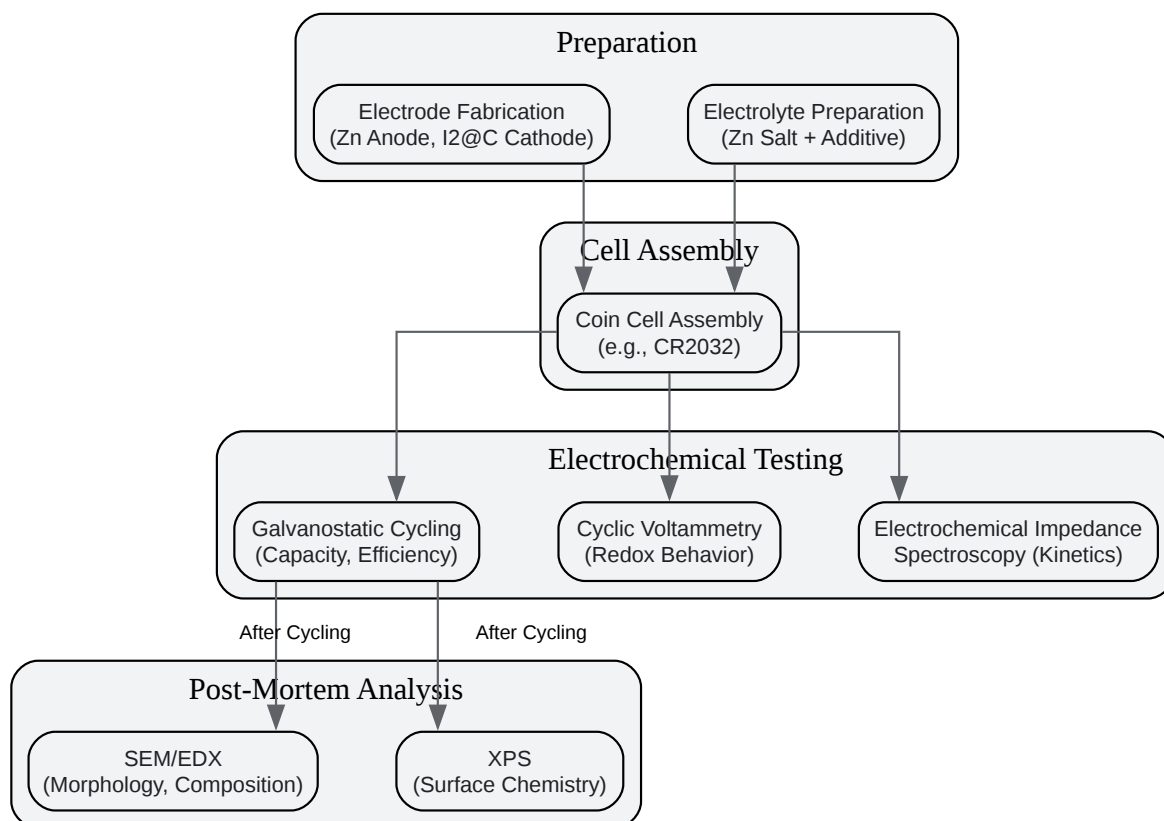 Preparation
Electrode Fabrication
(Zn Anode, I2@C Cathode)
Electrolyte Preparation
(Zn Salt + Additive)
Cell Assembly
Coin Cell Assembly
(e.g., CR2032)
Electrochemical Testing
Galvanostatic Cycling
(Capacity, Efficiency)
Cyclic Voltammetry
(Redox Behavior)
Electrochemical Impedance
Spectroscopy (Kinetics)
After Cycling
After Cycling
Post-Mortem Analysis
SEM/EDX
(Morphology, Composition)
XPS
(Surface Chemistry)